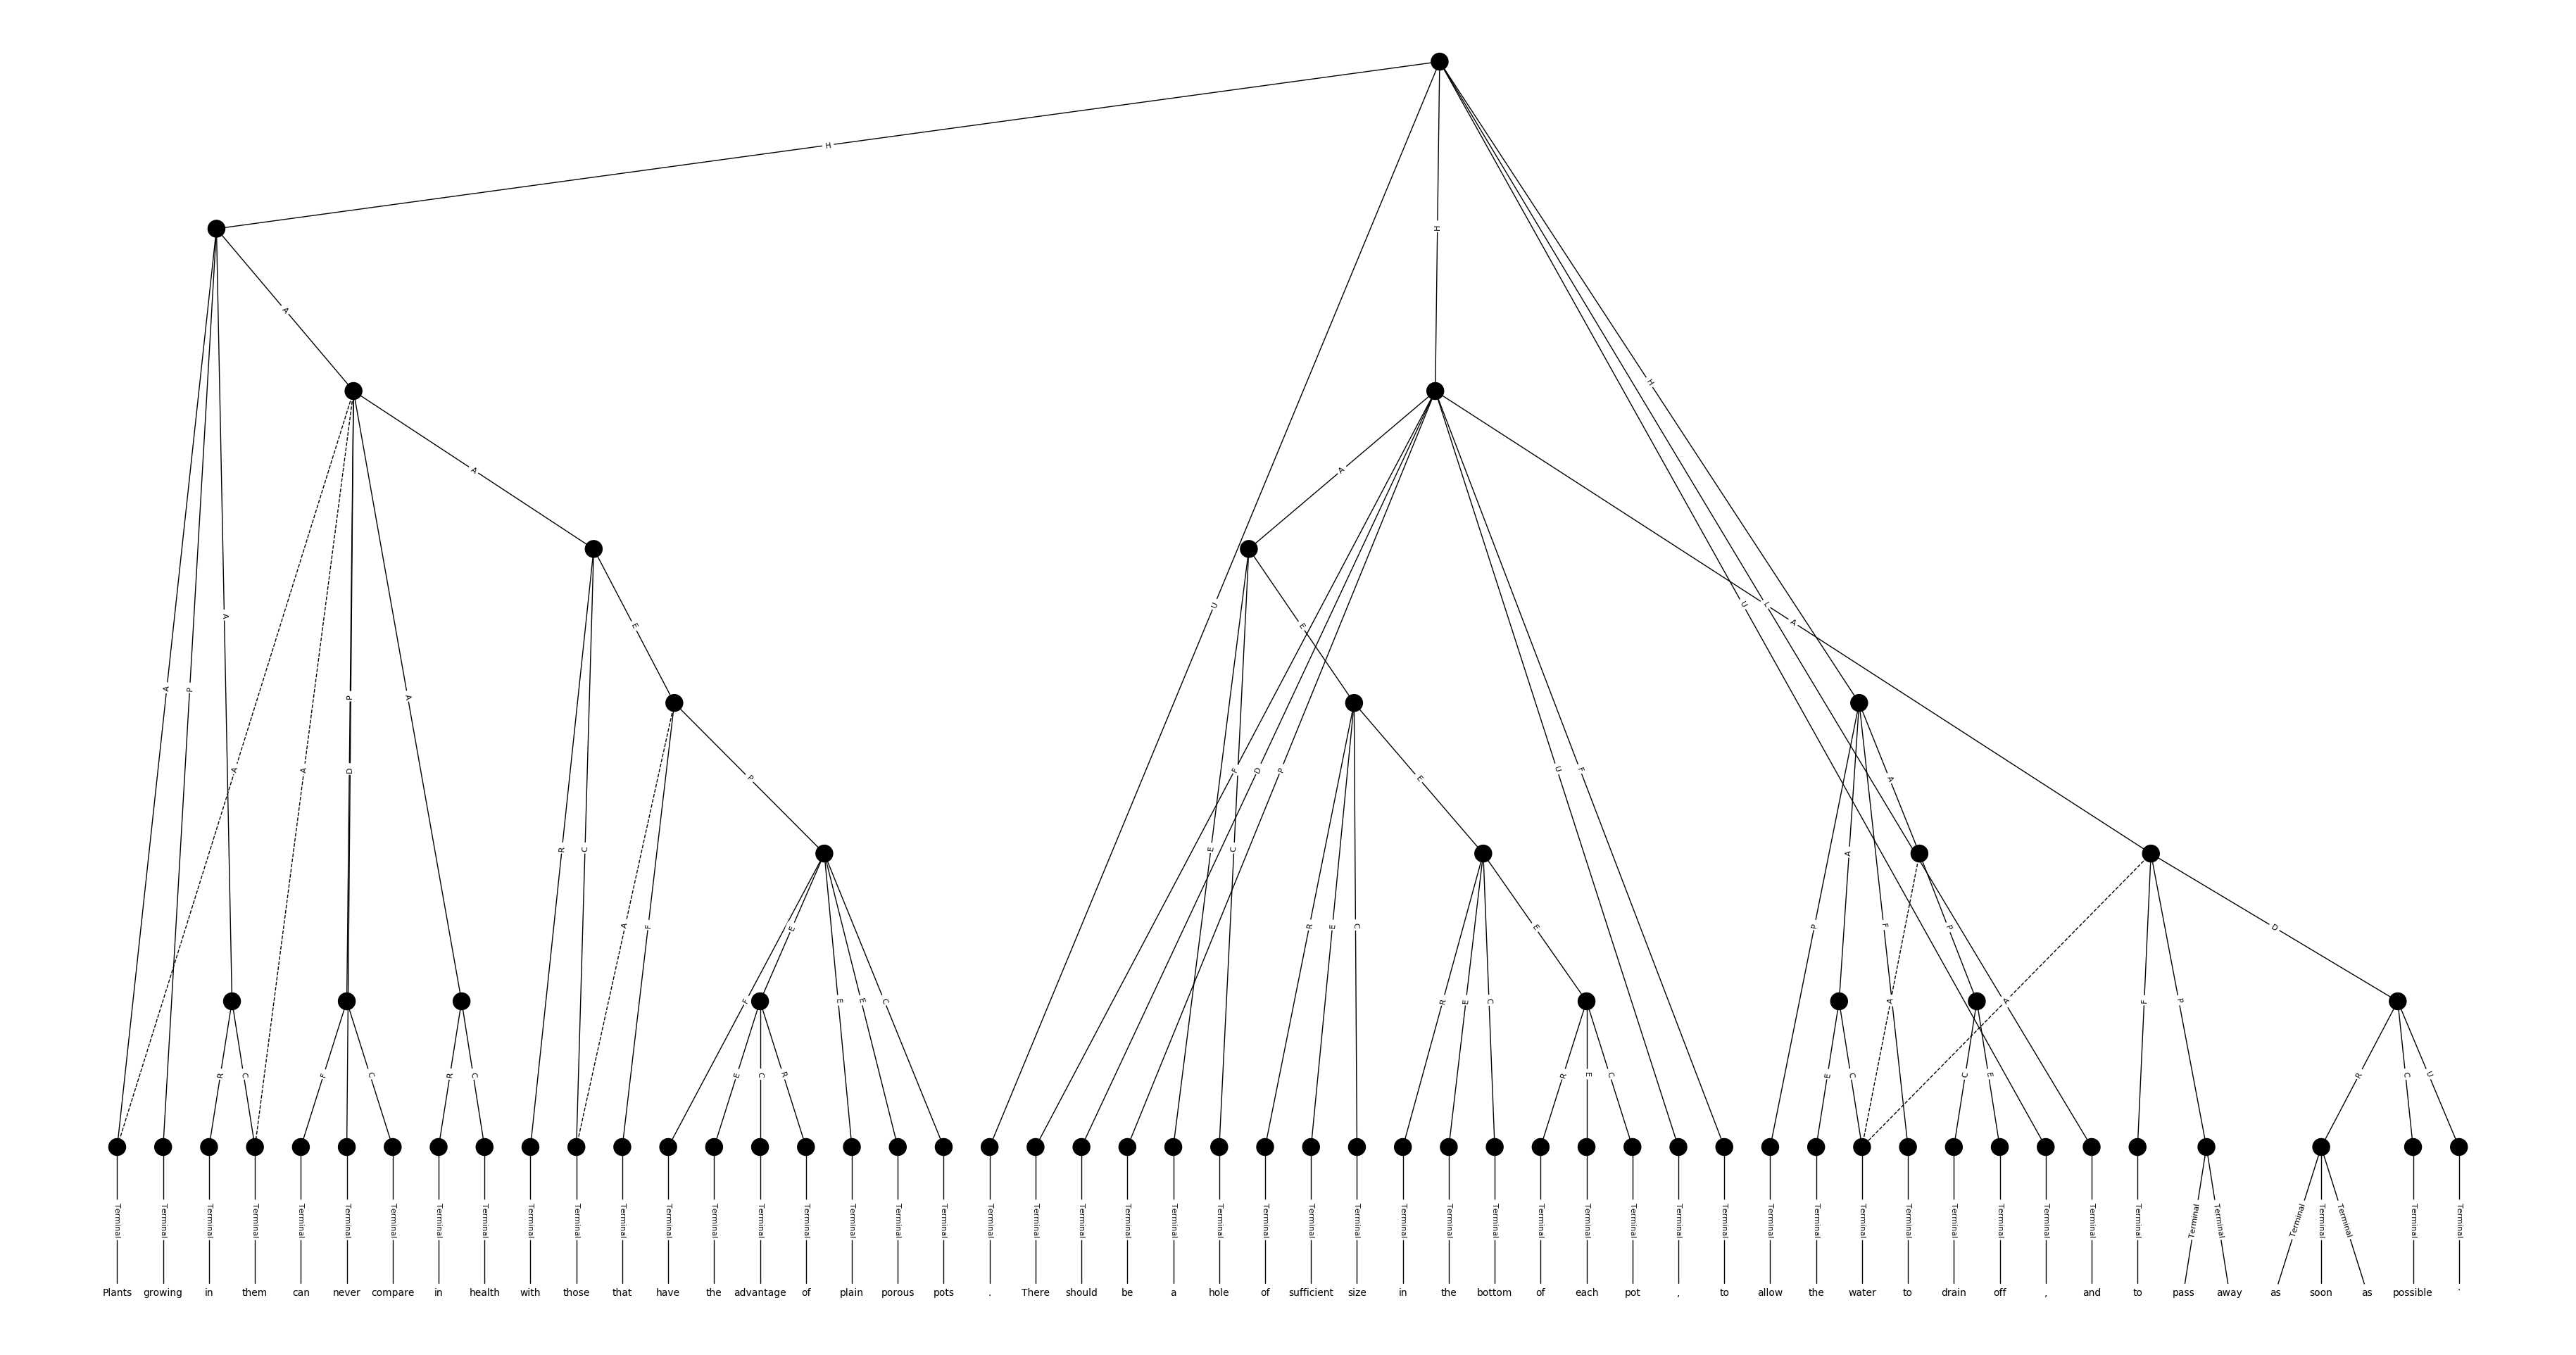 H
H
A
H
A
A
U
A
E
E
U
L
A
A
P
A
P
A
A
A
D
A
F
D
P
U
F
P
E
A
R
C
E
C
A
F
E
R
E
C
P
F
P
D
E
F
E
E
C
R
E
C
A
A
F
P
R
C
F
C
R
C
E
C
R
R
E
C
E
C
C
E
R
C
U
Terminal Terminal Terminal Terminal Terminal Terminal Terminal Terminal Terminal Terminal Terminal Terminal Terminal Terminal Terminal Terminal Terminal Terminal Terminal Terminal Terminal Terminal Terminal Terminal Terminal Terminal Terminal Terminal Terminal Terminal Terminal Terminal Terminal Terminal Terminal Terminal Terminal Terminal Terminal Terminal Terminal Terminal Terminal Terminal Terminal Terminal Terminal Terminal Terminal Terminal Terminal Terminal
Plants growing in them can never compare in health with those that have the advantage of plain porous pots . There should be a hole of sufficient size in the bottom of each pot , to allow the water to drain off , and to pass away as soon as possible .